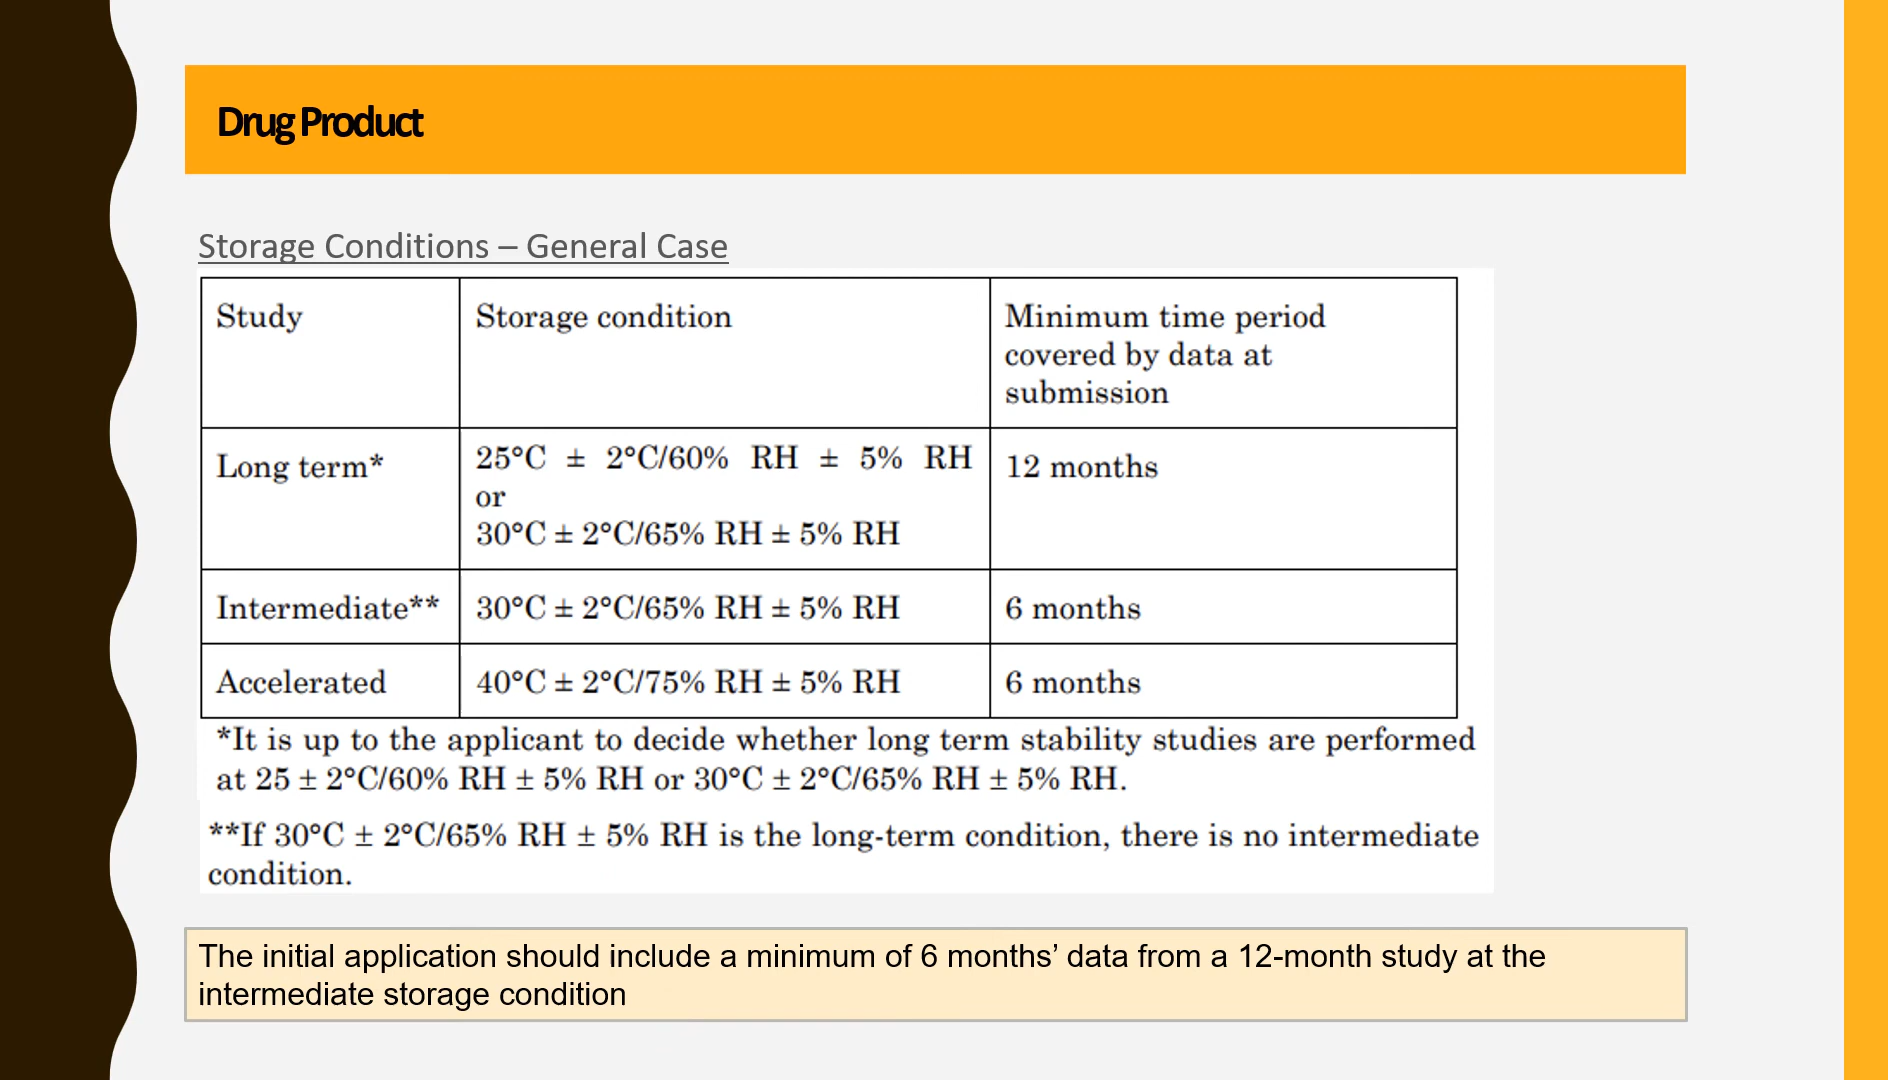 Drug Product
Storage Conditions – General Case
Study
Storage condition
Minimum time period
covered by data at
submission
Long term*
25°C ± 2°C/60% RH ± 5% RH
or
30°C ± 2°C/65% RH ± 5% RH
12 months
Intermediate**
30°C ± 2°C/65% RH ± 5% RH
6 months
Accelerated
40°C ± 2°C/75% RH ± 5% RH
6 months
*It is up to the applicant to decide whether long term stability studies are performed
at 25 ± 2°C/60% RH ± 5% RH or 30°C ± 2°C/65% RH ± 5% RH.
**If 30°C ± 2°C/65% RH ± 5% RH is the long-term condition, there is no intermediate
condition.
The initial application should include a minimum of 6 months’ data from a 12-month study at the
intermediate storage condition